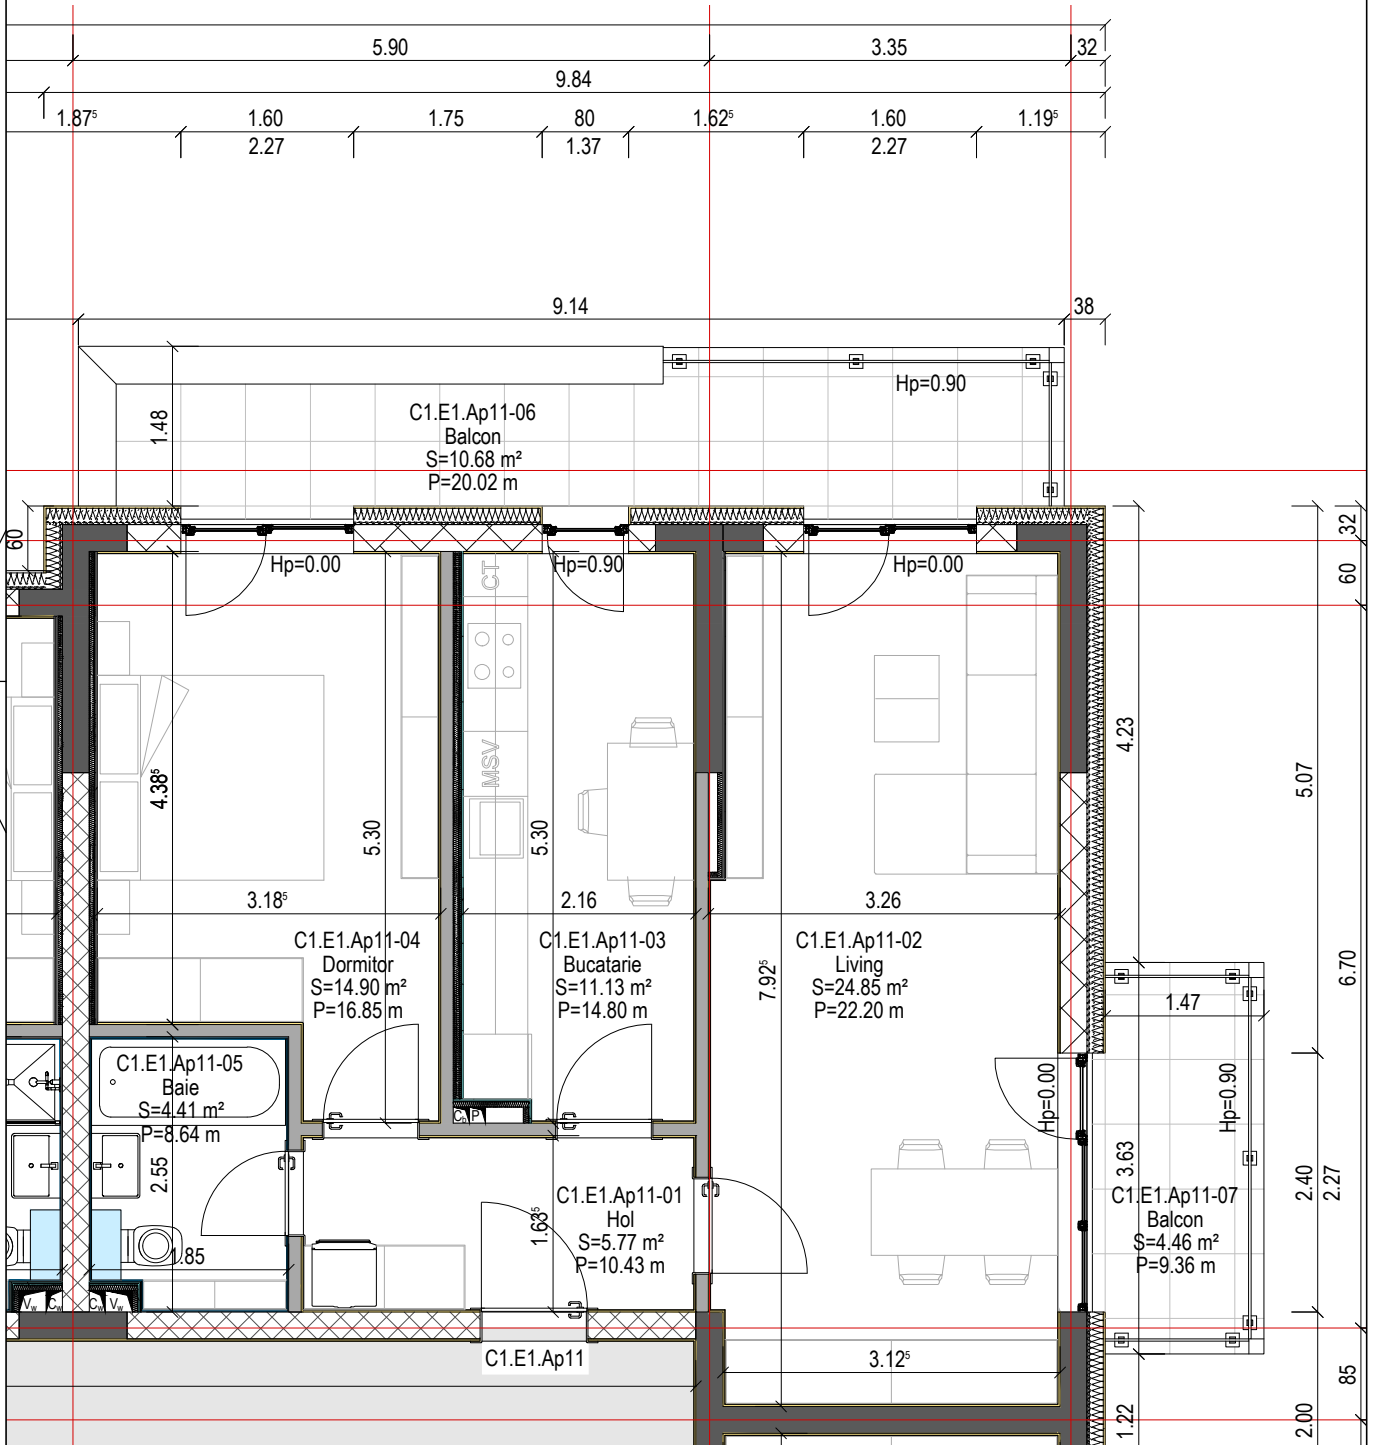 5.90
3.35
32
9.84
1.87⁵
1.60
1.75
80
1.62⁵
1.60
1.19⁵
2.27
1.37
2.27
9.14
38
Hp=0.90
1.48
C1.E1.Ap11-06
Balcon
S=10.68 m²
P=20.02 m
60
32
60
Hp=0.00
Hp=0.90
Hp=0.00
CT
MSV
4.23
5.07
4.38⁵
5.30
5.30
3.18⁵
2.16
3.26
C1.E1.Ap11-04
Dormitor
S=14.90 m²
P=16.85 m
C1.E1.Ap11-03
Bucatarie
S=11.13 m²
P=14.80 m
C1.E1.Ap11-02
Living
S=24.85 m²
P=22.20 m
7.92⁵
6.70
1.47
C1.E1.Ap11-05
Baie
S=4.41 m²
P=8.64 m
2.55
1.85
Hp=0.00
Hp=0.90
P
3.63
2.40
2.27
C1.E1.Ap11-01
Hol
S=5.77 m²
P=10.43 m
1.63⁵
C1.E1.Ap11-07
Balcon
S=4.46 m²
P=9.36 m
Vw
Cw
Cw
Vw
C1.E1.Ap11
3.12⁵
85
1.22
2.00